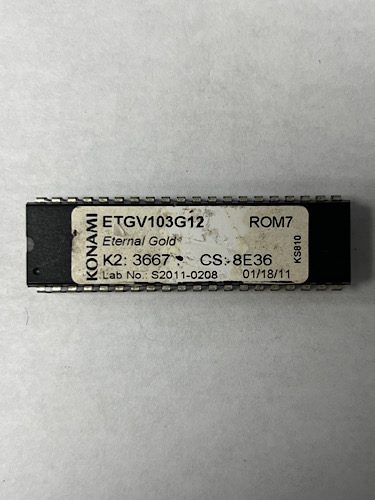 KONAMI
ETGV103G12 ROM7
Eternal Gold
K2: 3667 CS: 8E36
Lab No. S2011-0208 01/18/11
KS810